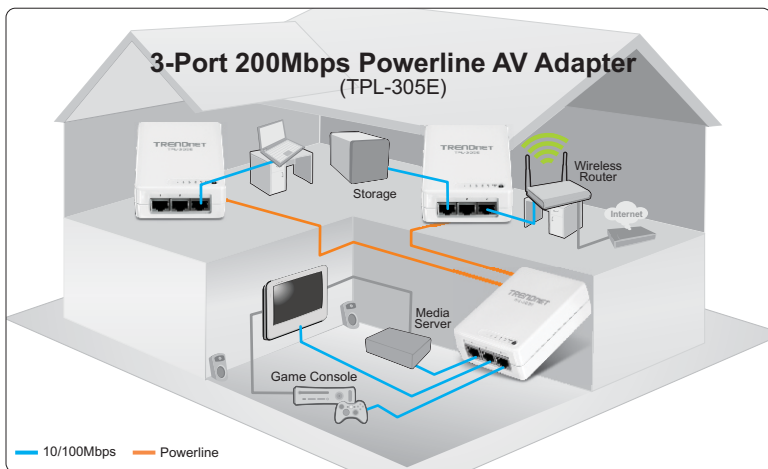 3-Port 200Mbps Powerline AV Adapter
(TPL-305E)
TRENDNET
TRENDNET
Wireless
Router
Storage
Internet
TRENDNET
Media
Server
Game Console
10/100Mbps
Powerline